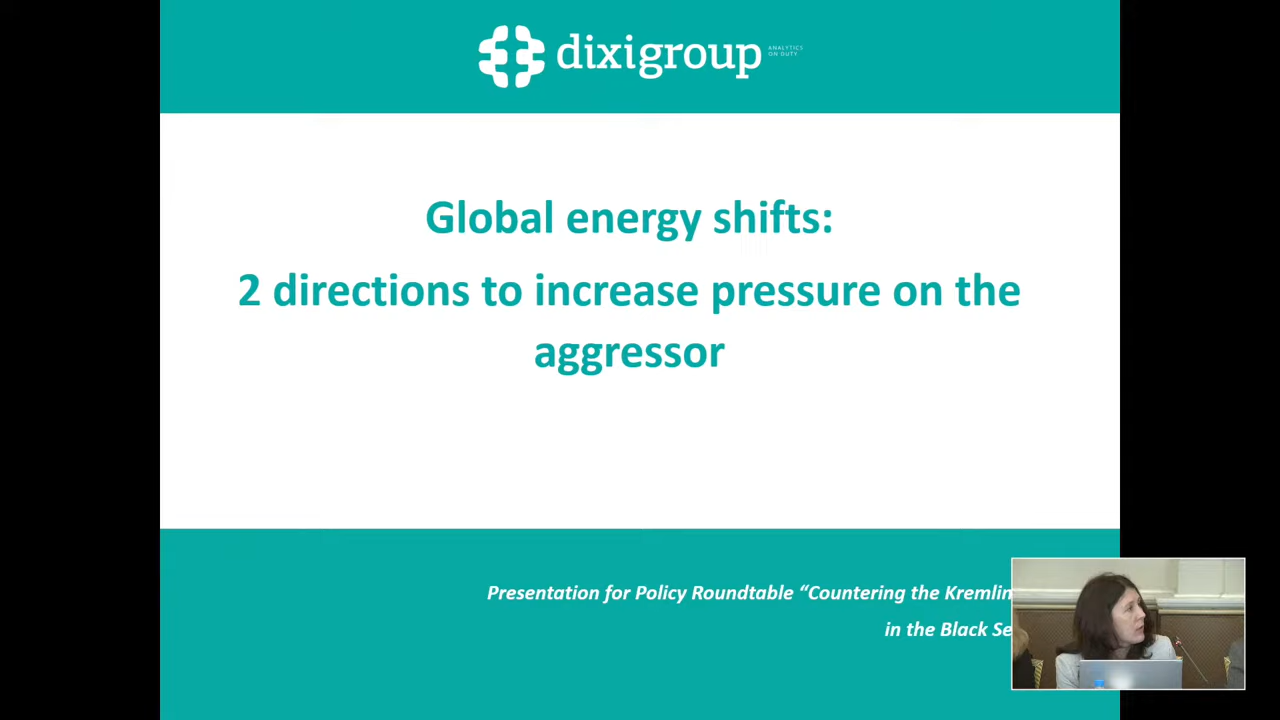 dixigroup
ANALYTICS
ON DUTY
Global energy shifts:
2 directions to increase pressure on the
aggressor
Presentation for Policy Roundtable “Countering the Kremlin
in the Black Se